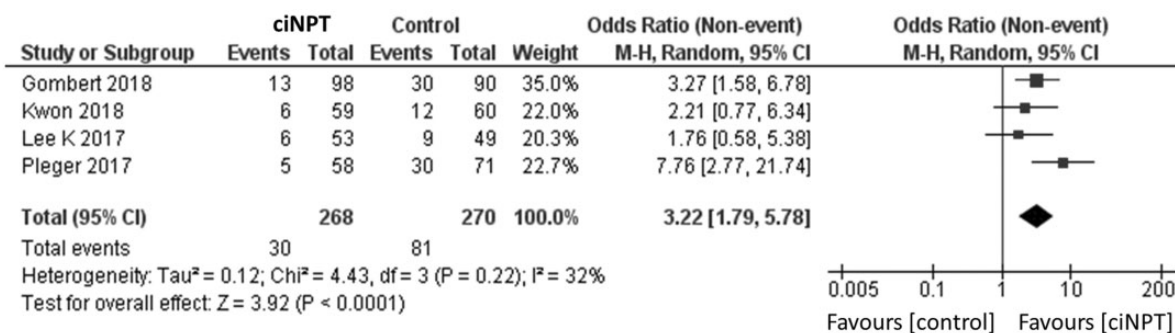 ciNPT Control Odds Ratio (Non-event) Odds Ratio (Non-event)
Study or Subgroup Events Total Events Total Weight M-H, Random, 95% CI M-H, Random, 95% CI
Gombert 2018 13 98 30 90 35.0% 3.27 [1.58, 6.78]
Kwon 2018 6 59 12 60 22.0% 2.21 [0.77, 6.34]
Lee K 2017 6 53 9 49 20.3% 1.76 [0.58, 5.38]
Pleger 2017 5 58 30 71 22.7% 7.76 [2.77, 21.74]
Total (95% CI) 268 270 100.0% 3.22 [1.79, 5.78]
Total events 30 81
Heterogeneity: Tau² = 0.12; Chi² = 4.43, df = 3 (P = 0.22); I² = 32%
Test for overall effect: Z = 3.92 (P < 0.0001)
0.005 0.1 1 10 200
Favours [control] Favours [ciNPT]